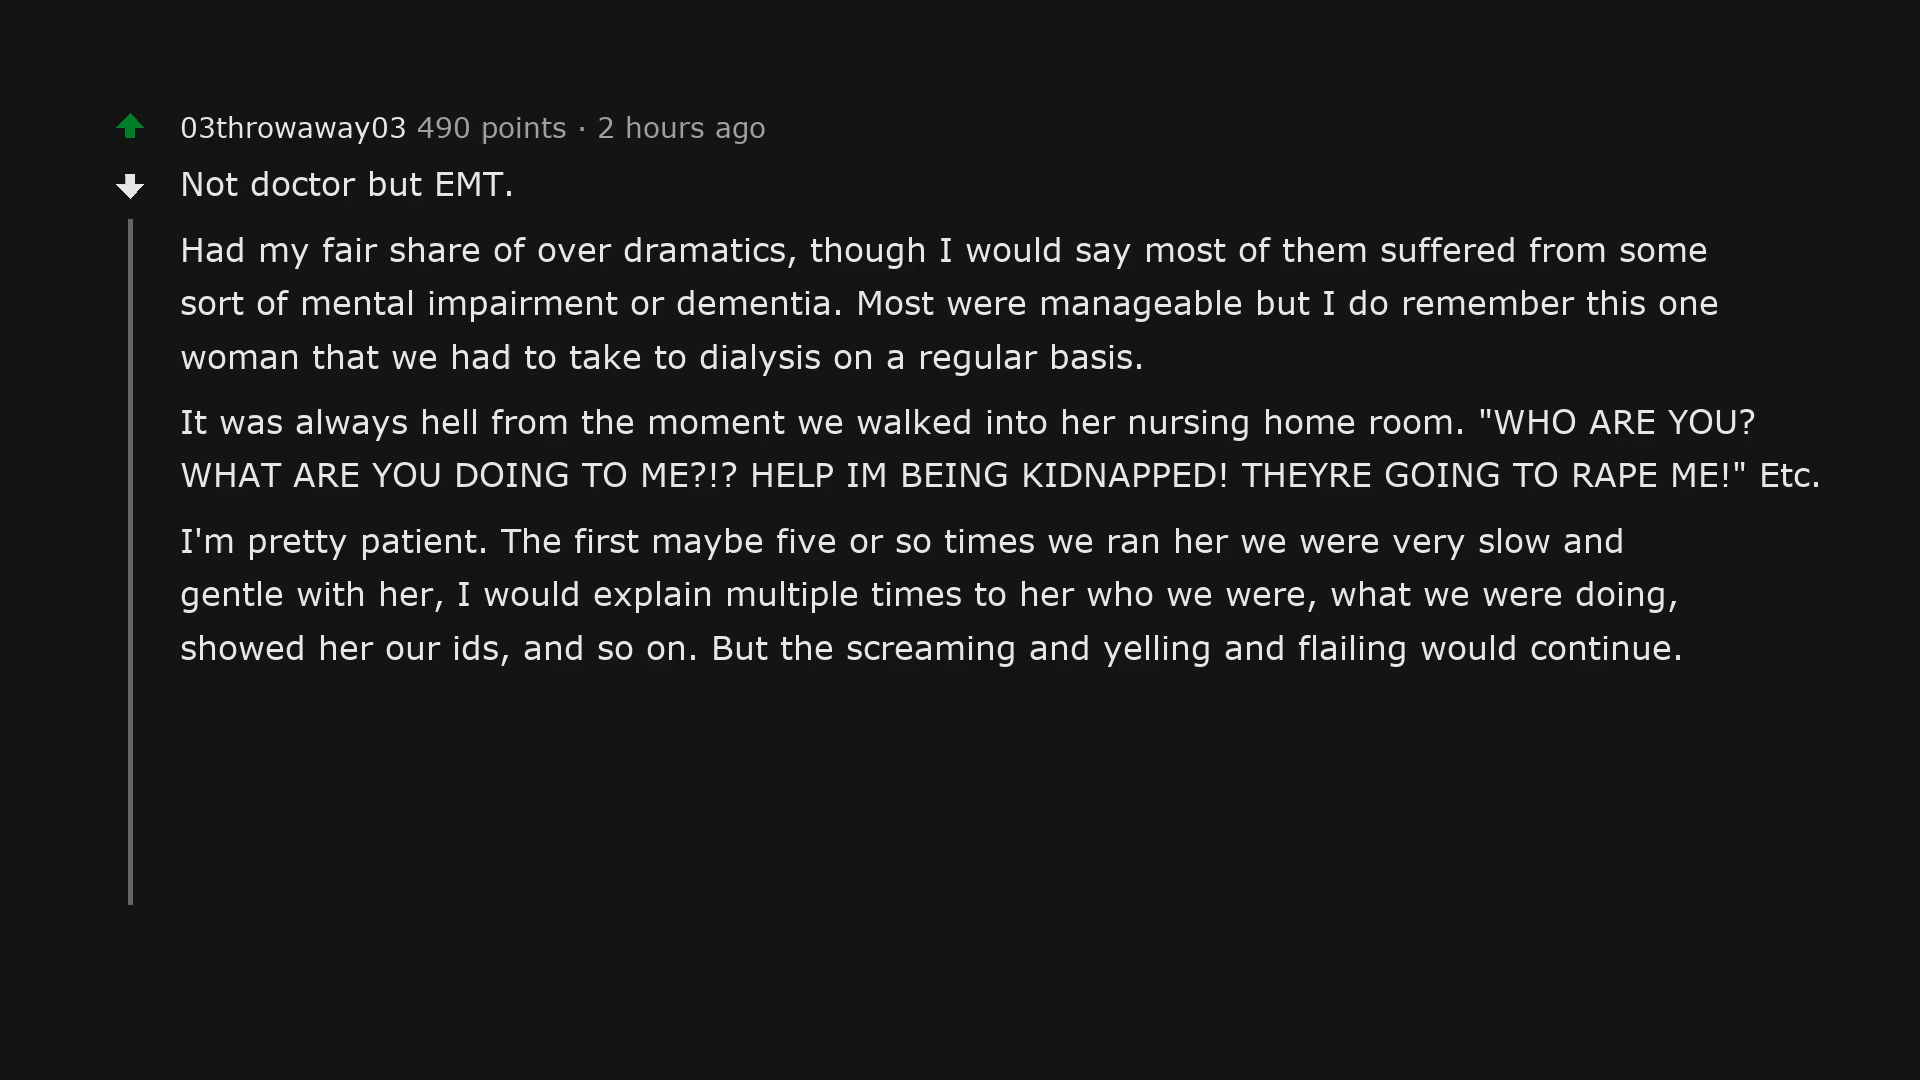 03throwaway03 490 points · 2 hours ago
Not doctor but EMT.
Had my fair share of over dramatics, though I would say most of them suffered from some
sort of mental impairment or dementia. Most were manageable but I do remember this one
woman that we had to take to dialysis on a regular basis.
It was always hell from the moment we walked into her nursing home room. "WHO ARE YOU?
WHAT ARE YOU DOING TO ME?!? HELP IM BEING KIDNAPPED! THEYRE GOING TO RAPE ME!" Etc.
I'm pretty patient. The first maybe five or so times we ran her we were very slow and
gentle with her, I would explain multiple times to her who we were, what we were doing,
showed her our ids, and so on. But the screaming and yelling and flailing would continue.